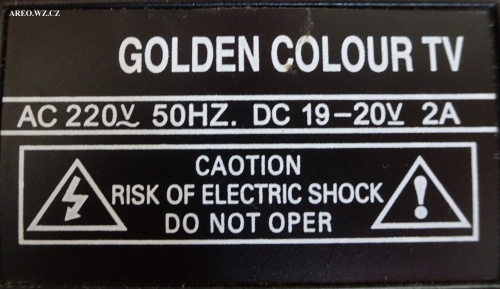 AREO.WZ.CZ
GOLDEN COLOUR TV
AC 220V~ 50HZ. DC 19-20V 2A
CAOTION
RISK OF ELECTRIC SHOCK
DO NOT OPER